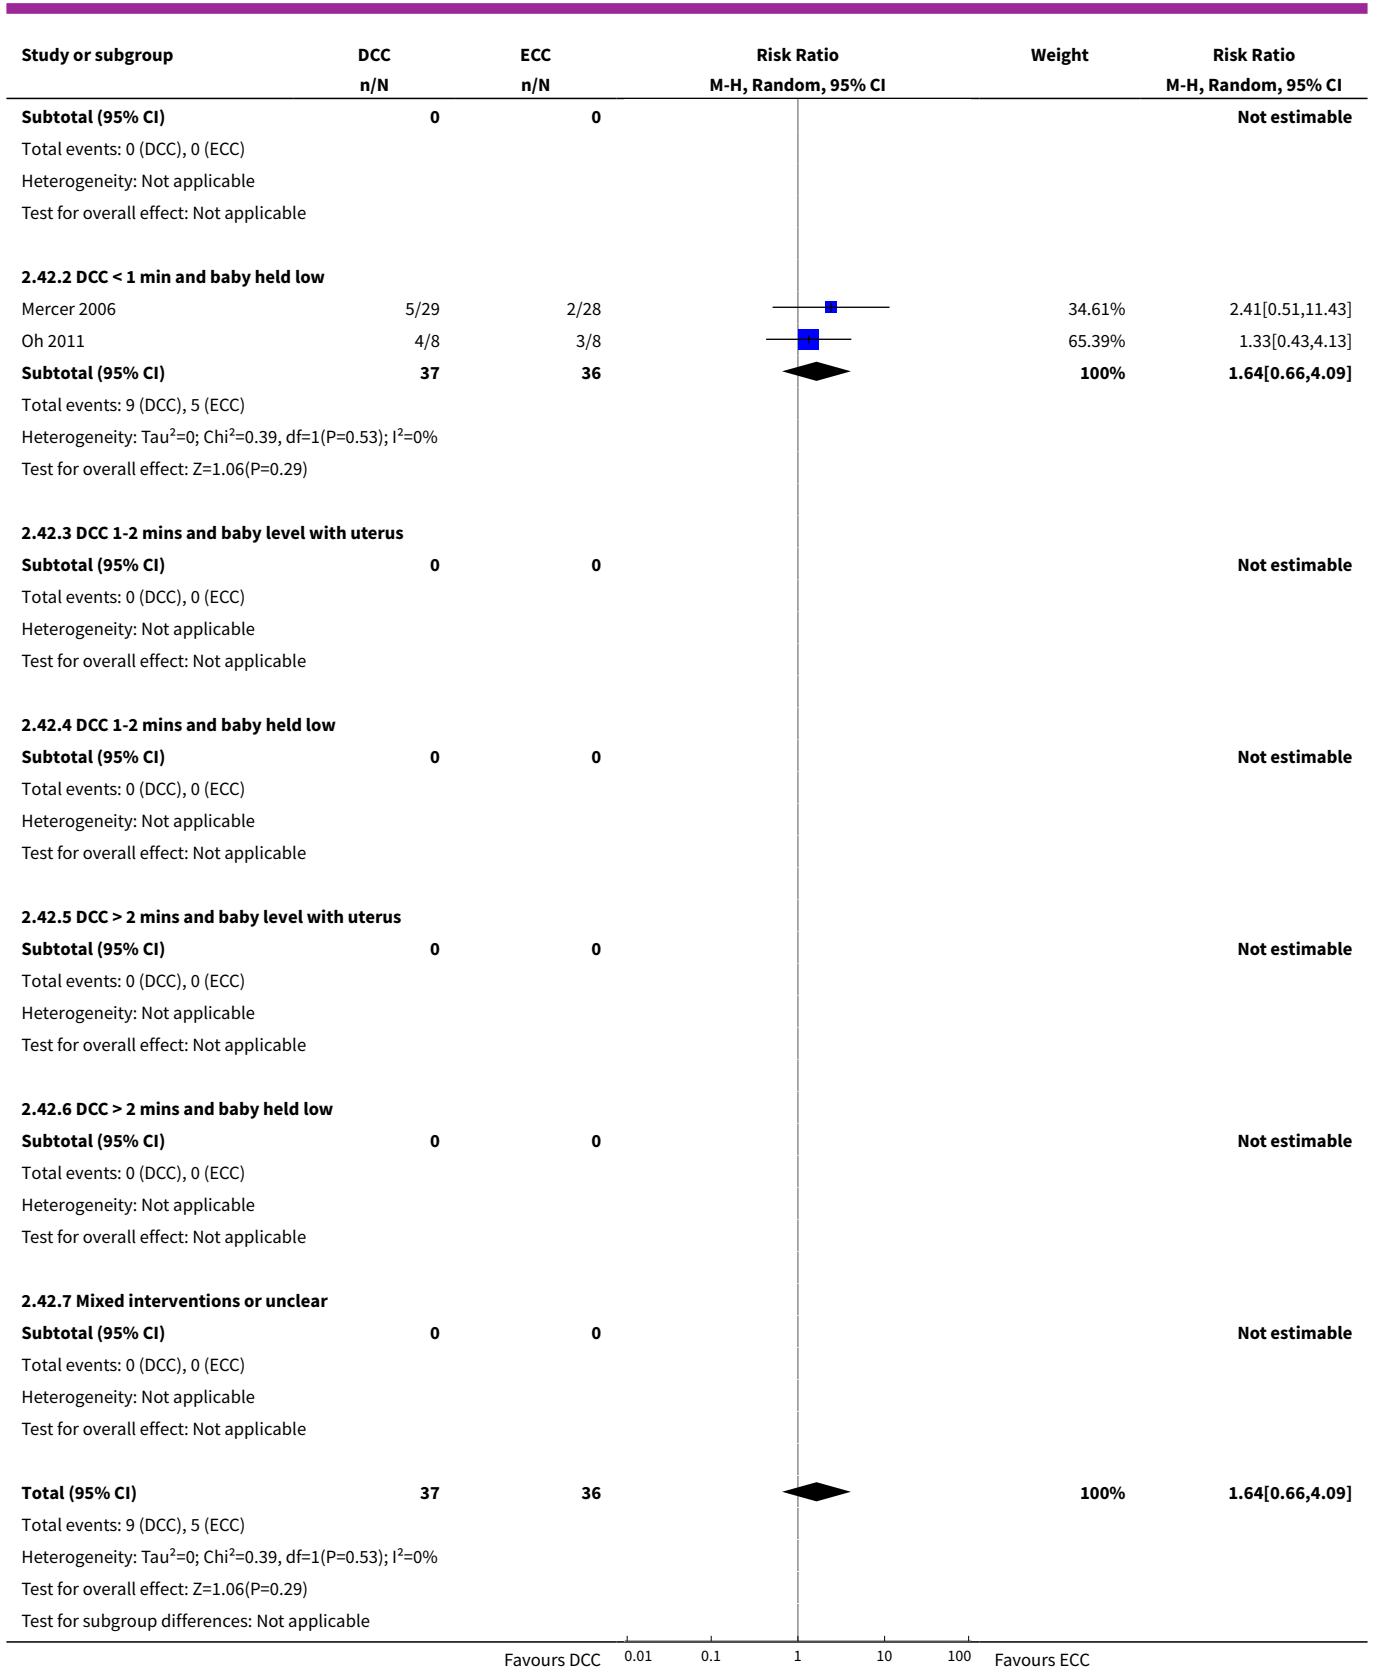 Study or subgroup DCC ECC Risk Ratio Weight Risk Ratio
n/N n/N M-H, Random, 95% CI M-H, Random, 95% CI
Subtotal (95% CI) 0 0 Not estimable
Total events: 0 (DCC), 0 (ECC)
Heterogeneity: Not applicable
Test for overall effect: Not applicable
2.42.2 DCC < 1 min and baby held low
Mercer 2006 5/29 2/28 34.61% 2.41[0.51,11.43]
Oh 2011 4/8 3/8 65.39% 1.33[0.43,4.13]
Subtotal (95% CI) 37 36 100% 1.64[0.66,4.09]
Total events: 9 (DCC), 5 (ECC)
Heterogeneity: Tau²=0; Chi²=0.39, df=1(P=0.53); I²=0%
Test for overall effect: Z=1.06(P=0.29)
2.42.3 DCC 1-2 mins and baby level with uterus
Subtotal (95% CI) 0 0 Not estimable
Total events: 0 (DCC), 0 (ECC)
Heterogeneity: Not applicable
Test for overall effect: Not applicable
2.42.4 DCC 1-2 mins and baby held low
Subtotal (95% CI) 0 0 Not estimable
Total events: 0 (DCC), 0 (ECC)
Heterogeneity: Not applicable
Test for overall effect: Not applicable
2.42.5 DCC > 2 mins and baby level with uterus
Subtotal (95% CI) 0 0 Not estimable
Total events: 0 (DCC), 0 (ECC)
Heterogeneity: Not applicable
Test for overall effect: Not applicable
2.42.6 DCC > 2 mins and baby held low
Subtotal (95% CI) 0 0 Not estimable
Total events: 0 (DCC), 0 (ECC)
Heterogeneity: Not applicable
Test for overall effect: Not applicable
2.42.7 Mixed interventions or unclear
Subtotal (95% CI) 0 0 Not estimable
Total events: 0 (DCC), 0 (ECC)
Heterogeneity: Not applicable
Test for overall effect: Not applicable
Total (95% CI) 37 36 100% 1.64[0.66,4.09]
Total events: 9 (DCC), 5 (ECC)
Heterogeneity: Tau²=0; Chi²=0.39, df=1(P=0.53); I²=0%
Test for overall effect: Z=1.06(P=0.29)
Test for subgroup differences: Not applicable
Favours DCC 0.01 0.1 1 10 100 Favours ECC